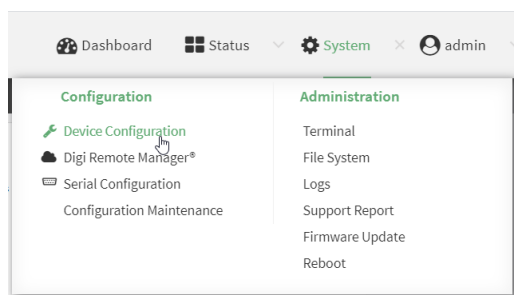 Dashboard
Status
System
admin
Configuration
Device Configuration
Digi Remote Manager®
Serial Configuration
Configuration Maintenance
Administration
Terminal
File System
Logs
Support Report
Firmware Update
Reboot